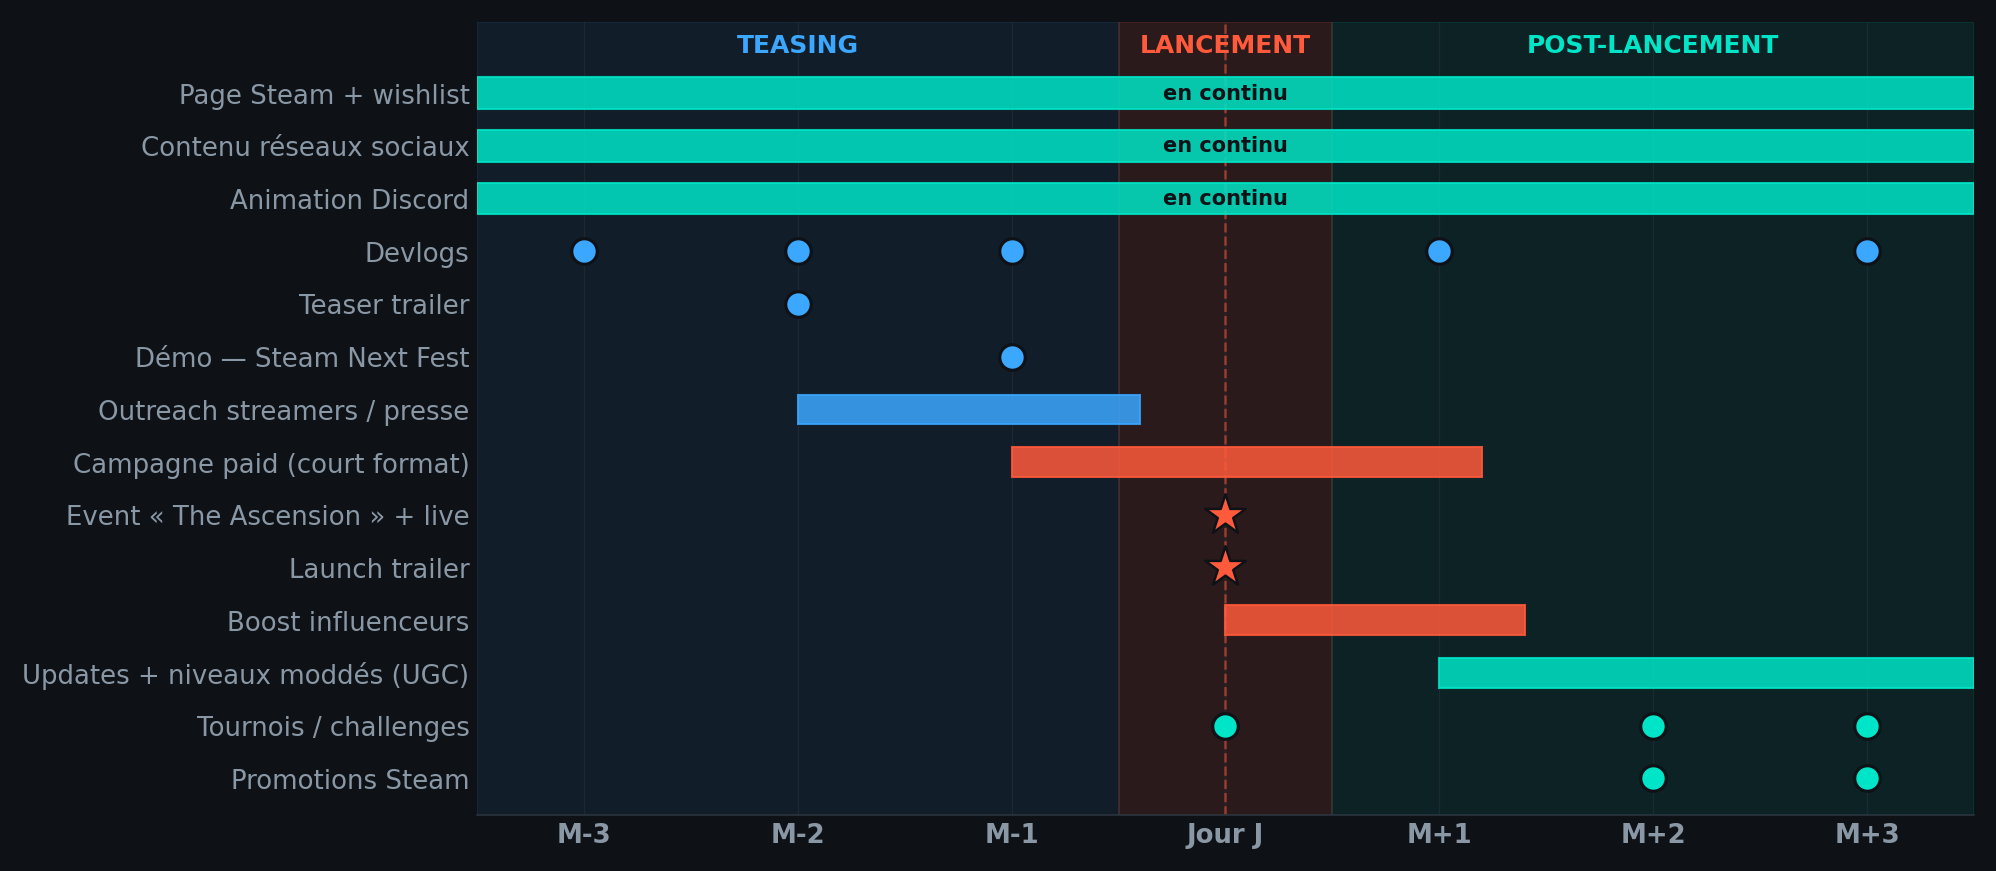 TEASING LANCEMENT POST-LANCEMENT
Page Steam + wishlist en continu
Contenu réseaux sociaux en continu
Animation Discord en continu
Devlogs
Teaser trailer
Démo — Steam Next Fest
Outreach streamers / presse
Campagne paid (court format)
Event « The Ascension » + live
Launch trailer
Boost influenceurs
Updates + niveaux moddés (UGC)
Tournois / challenges
Promotions Steam
M-3 M-2 M-1 Jour J M+1 M+2 M+3